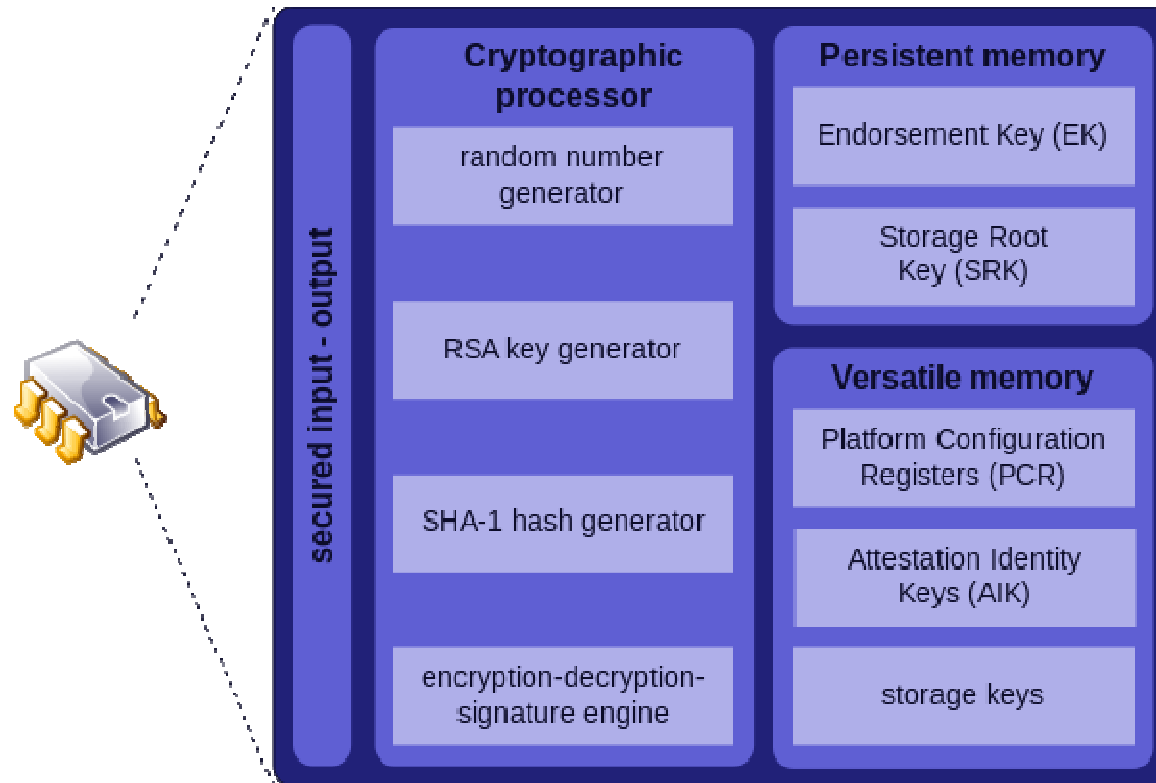 secured input - output
Cryptographic
processor
random number
generator
RSA key generator
SHA-1 hash generator
encryption-decryption-
signature engine
Persistent memory
Endorsement Key (EK)
Storage Root
Key (SRK)
Versatile memory
Platform Configuration
Registers (PCR)
Attestation Identity
Keys (AIK)
storage keys